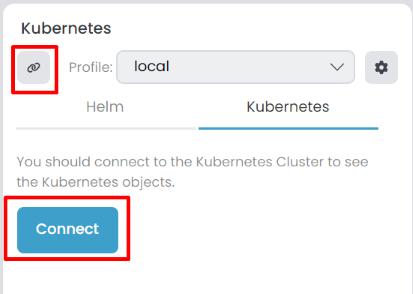 Kubernetes
Profile: local
Helm Kubernetes
You should connect to the Kubernetes Cluster to see
the Kubernetes objects.
Connect